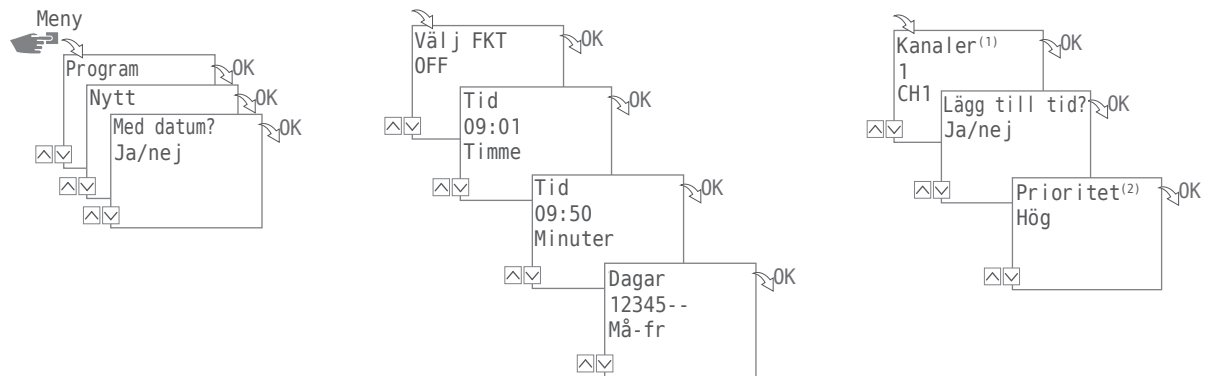 Meny
Program
OK
Nytt
OK
Med datum?
Ja/nej
OK
Välj FKT
OFF
OK
Tid
09:01
Timme
OK
Tid
09:50
Minuter
OK
Dagar
12345--
Må-fr
OK
Kanaler(1)
1
CH1
OK
Lägg till tid?
Ja/nej
OK
Prioritet(2)
Hög
OK